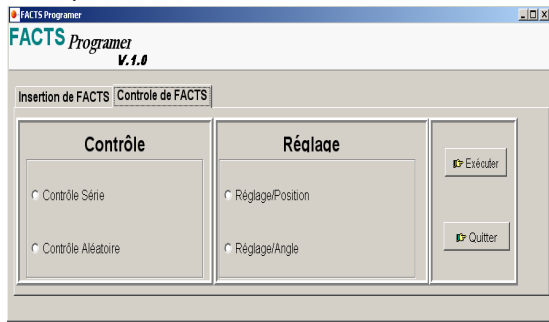 FACTS Programer
FACTS Programer
V.1.0
Insertion de FACTS Controle de FACTS
Contrôle Réglage
Exécuter
Contrôle Série Réglage/Position
Quitter
Contrôle Aléatoire Réglage/Angle